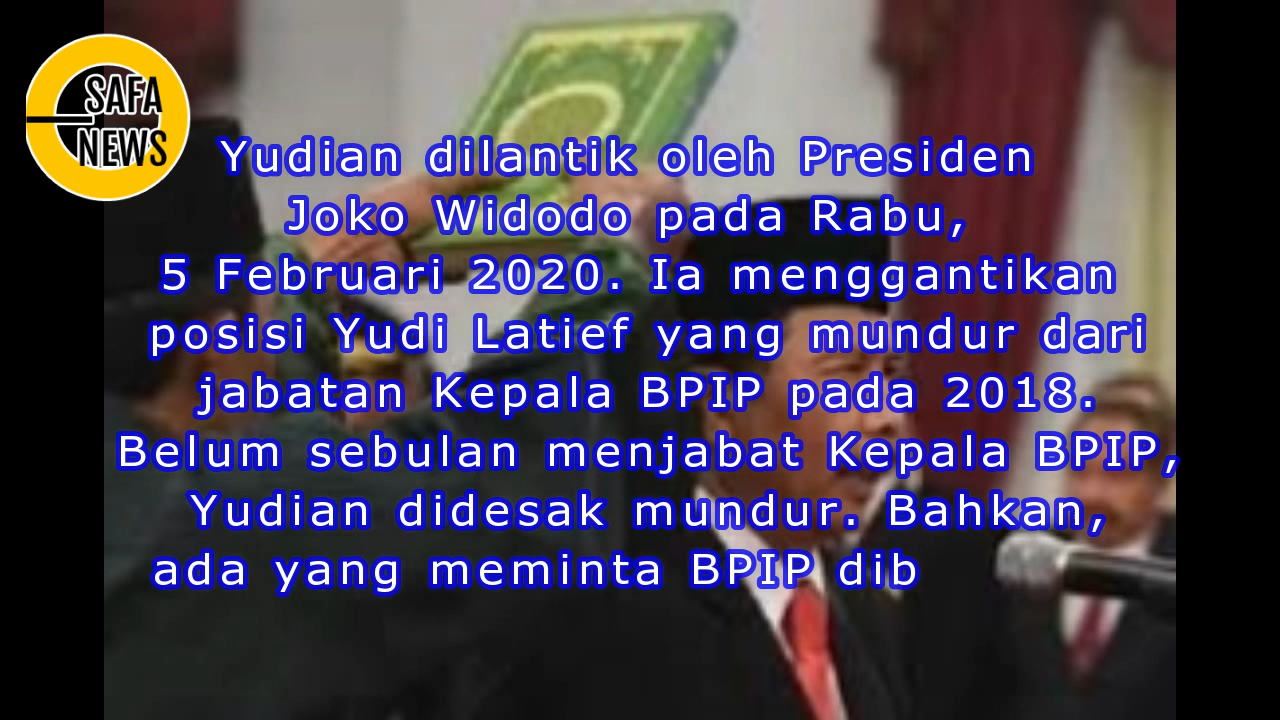 SAFA
NEWS
Yudian dilantik oleh Presiden
Joko Widodo pada Rabu,
5 Februari 2020. Ia menggantikan
posisi Yudi Latief yang mundur dari
jabatan Kepala BPIP pada 2018.
Belum sebulan menjabat Kepala BPIP,
Yudian didesak mundur. Bahkan,
ada yang meminta BPIP dib